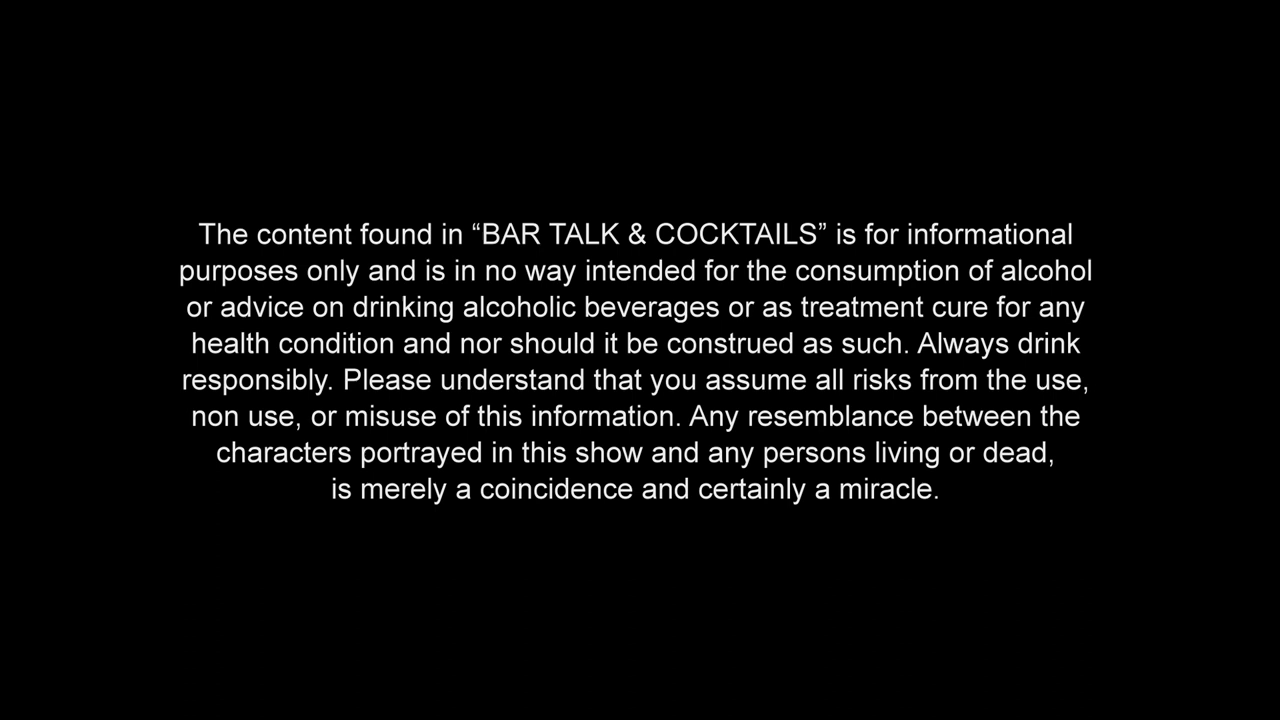 The content found in “BAR TALK & COCKTAILS” is for informational
purposes only and is in no way intended for the consumption of alcohol
or advice on drinking alcoholic beverages or as treatment cure for any
health condition and nor should it be construed as such. Always drink
responsibly. Please understand that you assume all risks from the use,
non use, or misuse of this information. Any resemblance between the
characters portrayed in this show and any persons living or dead,
is merely a coincidence and certainly a miracle.